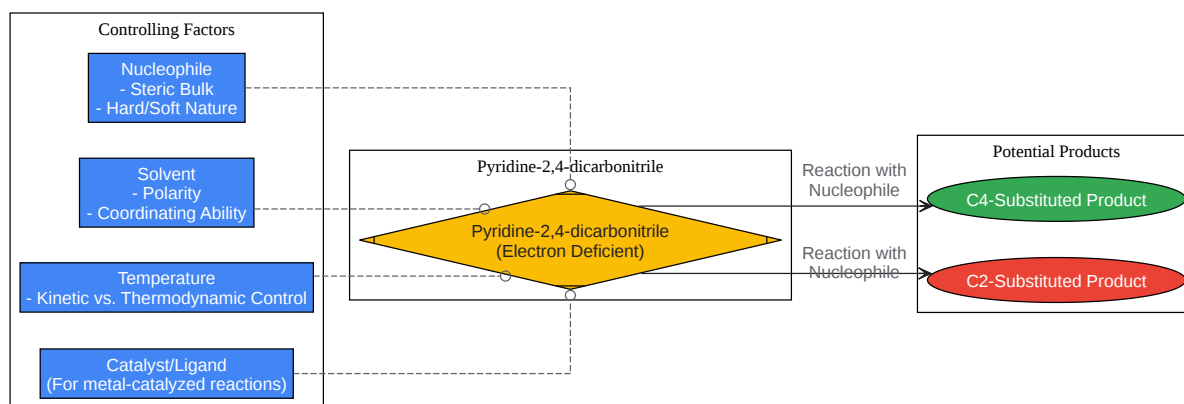 Controlling Factors
Nucleophile
- Steric Bulk
- Hard/Soft Nature
Solvent
- Polarity
- Coordinating Ability
Temperature
- Kinetic vs. Thermodynamic Control
Catalyst/Ligand
(For metal-catalyzed reactions)
Pyridine-2,4-dicarbonitrile
Pyridine-2,4-dicarbonitrile
(Electron Deficient)
Reaction with
Nucleophile
Reaction with
Nucleophile
Potential Products
C4-Substituted Product
C2-Substituted Product